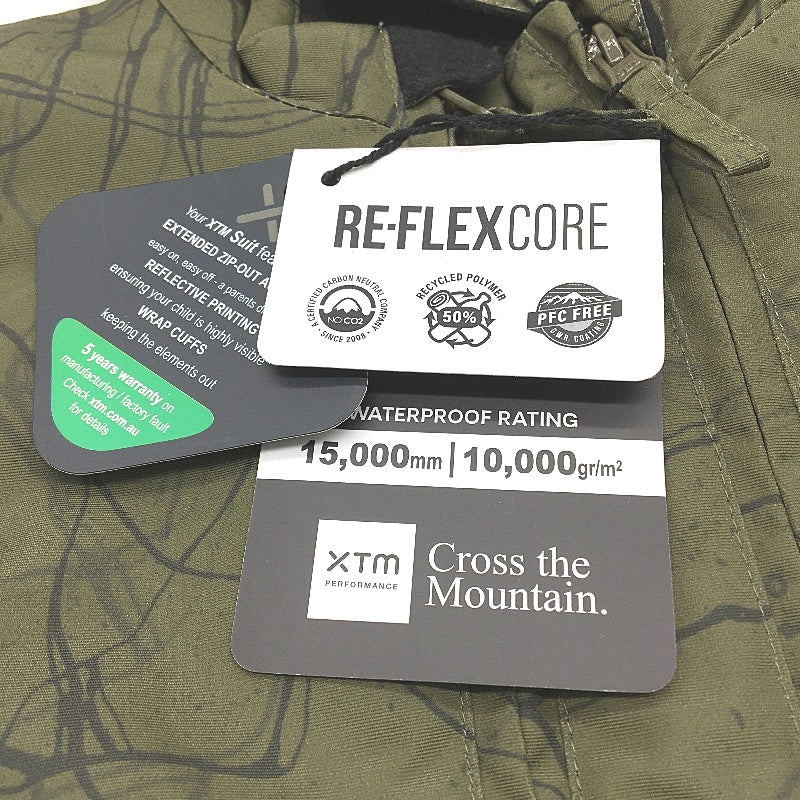 Your XTM Suit
EXTENDED ZIP-OUT
easy on, easy off - a parents
REFLECTIVE PRINTING
ensuring your child is highly visible
WRAP CUFFS
keeping the elements out
5 years warranty on
manufacturing / factory fault
Check xtm.com.au
for details
RE-FLEXCORE
A CERTIFIED CARBON NEUTRAL COMPANY
NO CO2
• SINCE 2008 •
RECYCLED POLYMER
50%
PFC FREE
D.W.R. COATING
WATERPROOF RATING
15,000mm | 10,000gr/m²
XTM
PERFORMANCE
Cross the
Mountain.